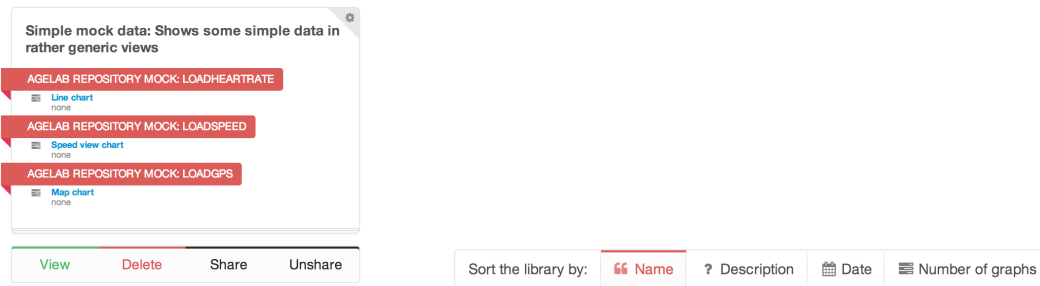 Simple mock data: Shows some simple data in
rather generic views
AGELAB REPOSITORY MOCK: LOADHEARTRATE
Line chart
none
AGELAB REPOSITORY MOCK: LOADSPEED
Speed view chart
none
AGELAB REPOSITORY MOCK: LOADGPS
Map chart
none
View Delete Share Unshare
Sort the library by: Name ? Description Date Number of graphs